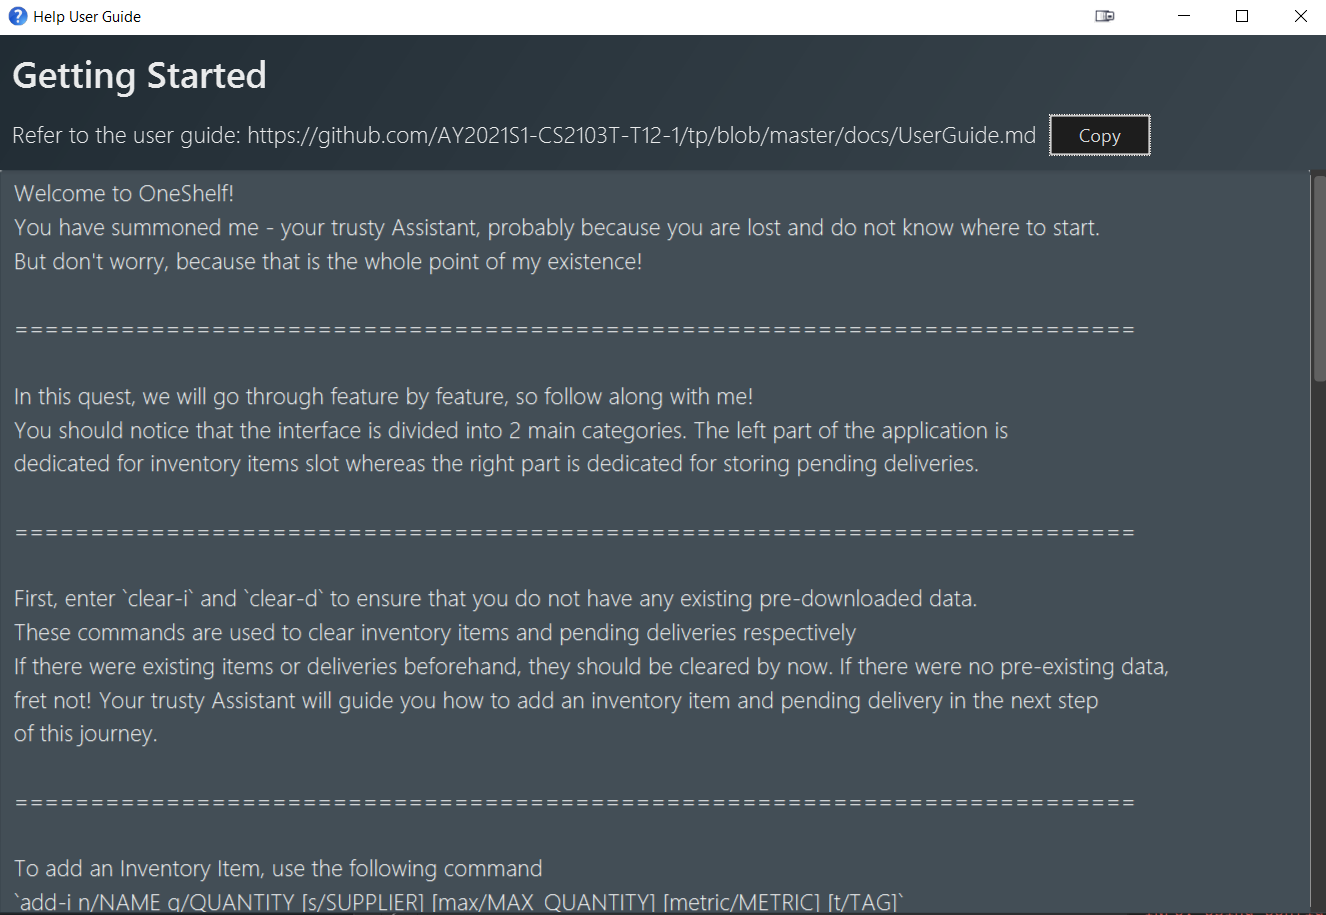 Help User Guide
Getting Started
Refer to the user guide: https://github.com/AY2021S1-CS2103T-T12-1/tp/blob/master/docs/UserGuide.md Copy
Welcome to OneShelf!
You have summoned me - your trusty Assistant, probably because you are lost and do not know where to start.
But don't worry, because that is the whole point of my existence!
==========================================================================
In this quest, we will go through feature by feature, so follow along with me!
You should notice that the interface is divided into 2 main categories. The left part of the application is
dedicated for inventory items slot whereas the right part is dedicated for storing pending deliveries.
==========================================================================
First, enter `clear-i` and `clear-d` to ensure that you do not have any existing pre-downloaded data.
These commands are used to clear inventory items and pending deliveries respectively
If there were existing items or deliveries beforehand, they should be cleared by now. If there were no pre-existing data,
fret not! Your trusty Assistant will guide you how to add an inventory item and pending delivery in the next step
of this journey.
==========================================================================
To add an Inventory Item, use the following command
`add-i n/NAME q/QUANTITY [s/SUPPLIER] [max/MAX_QUANTITY] [metric/METRIC] [t/TAG]`